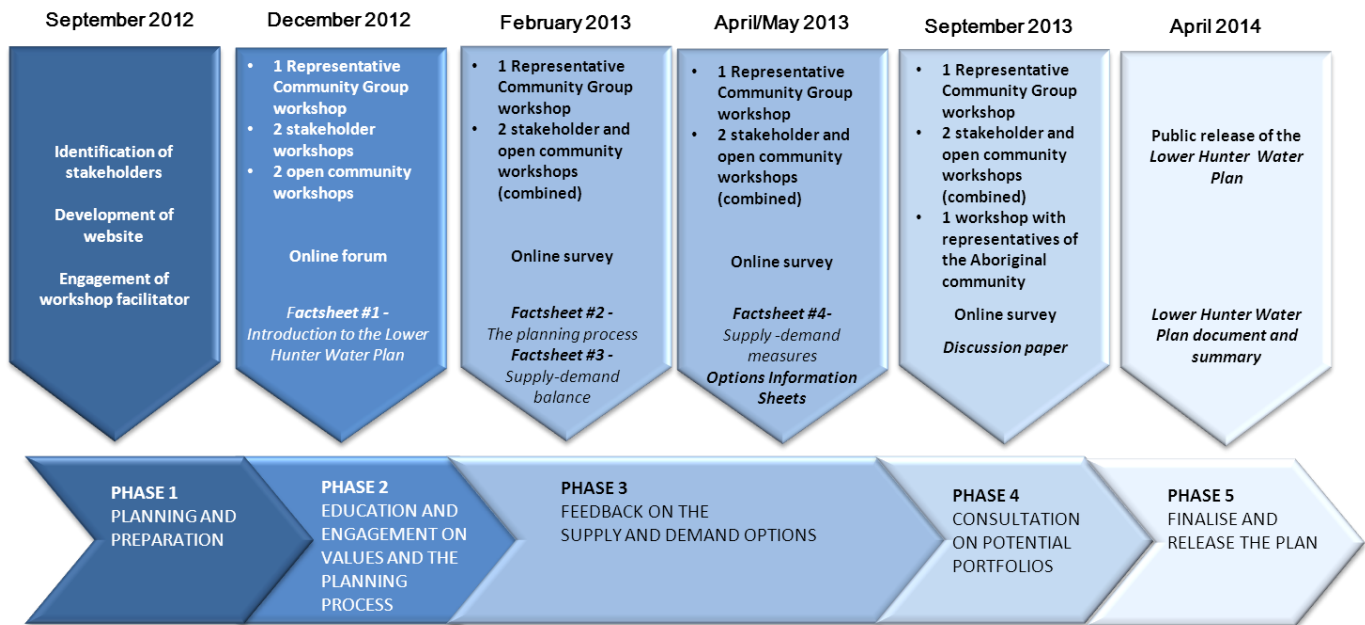 September 2012
December 2012
February 2013
April/May 2013
September 2013
April 2014
Identification of
stakeholders
Development of
website
Engagement of
workshop facilitator
• 1 Representative
Community Group
workshop
• 2 stakeholder
workshops
• 2 open community
workshops
Online forum
Factsheet #1 -
Introduction to the Lower
Hunter Water Plan
• 1 Representative
Community Group
workshop
• 2 stakeholder and
open community
workshops
(combined)
Online survey
Factsheet #2 -
The planning process
Factsheet #3 -
Supply-demand
balance
• 1 Representative
Community Group
workshop
• 2 stakeholder and
open community
workshops
(combined)
Online survey
Factsheet #4-
Supply -demand
measures
Options Information
Sheets
• 1 Representative
Community Group
workshop
• 2 stakeholder and
open community
workshops
(combined)
• 1 workshop with
representatives of
the Aboriginal
community
Online survey
Discussion paper
Public release of the
Lower Hunter Water
Plan
Lower Hunter Water
Plan document and
summary
PHASE 1
PLANNING AND
PREPARATION
PHASE 2
EDUCATION AND
ENGAGEMENT ON
VALUES AND THE
PLANNING
PROCESS
PHASE 3
FEEDBACK ON THE
SUPPLY AND DEMAND OPTIONS
PHASE 4
CONSULTATION
ON POTENTIAL
PORTFOLIOS
PHASE 5
FINALISE AND
RELEASE THE PLAN